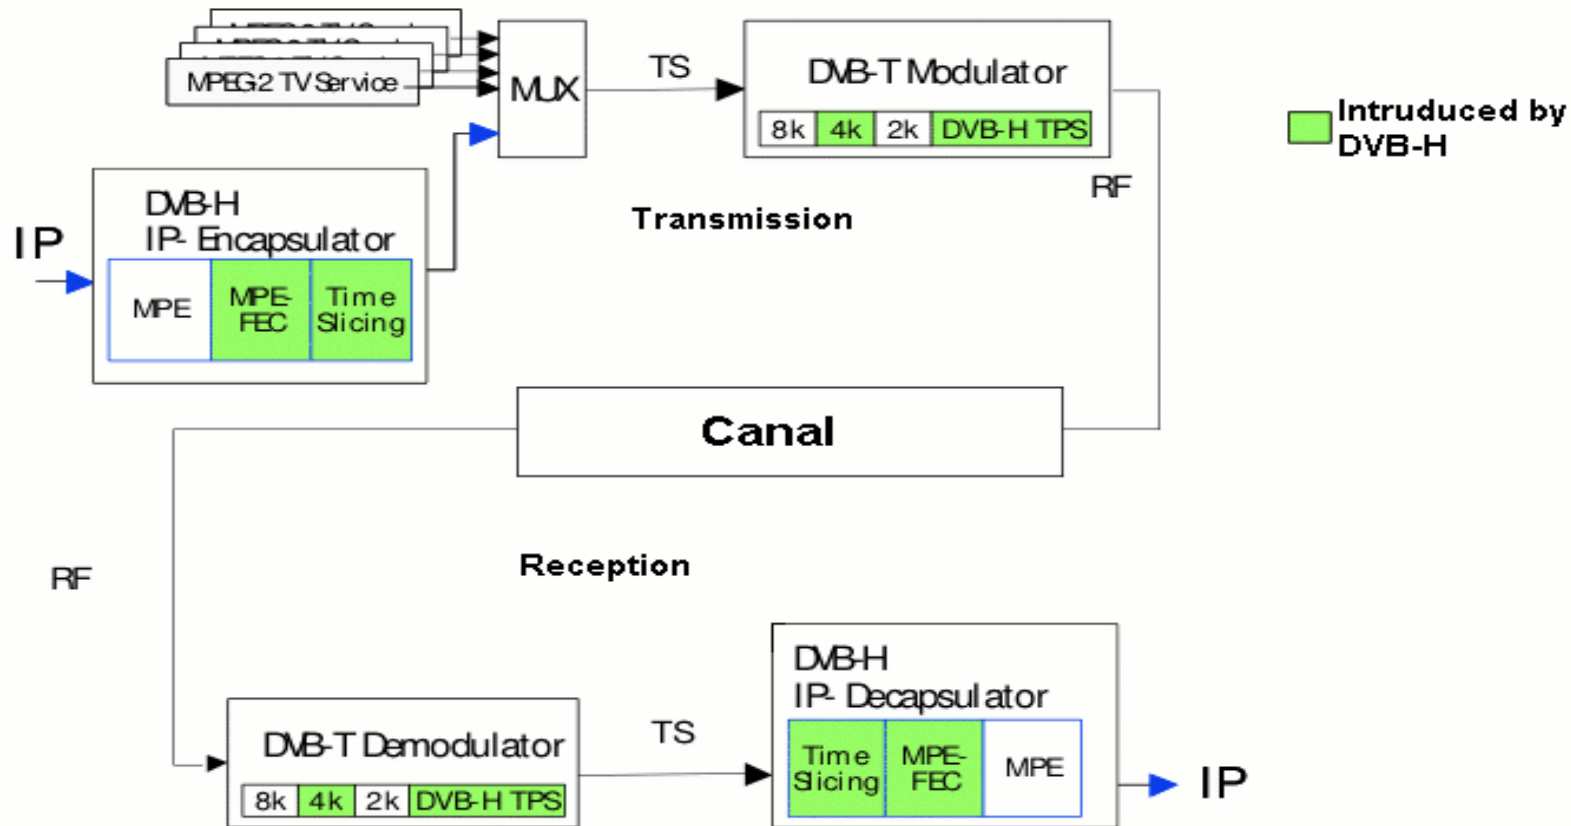 MPEG-2 TV Service
MUX
TS
DVB-T Modulator
8k 4k 2k DVB-H TPS
Intruduced by
DVB-H
RF
Transmission
IP
DVB-H
IP- Encapsulator
MPE
MPE-
FEC
Time
Slicing
Canal
Reception
RF
DVB-T Demodulator
8k 4k 2k DVB-H TPS
TS
DVB-H
IP- Decapsulator
Time
Slicing
MPE-
FEC
MPE
IP